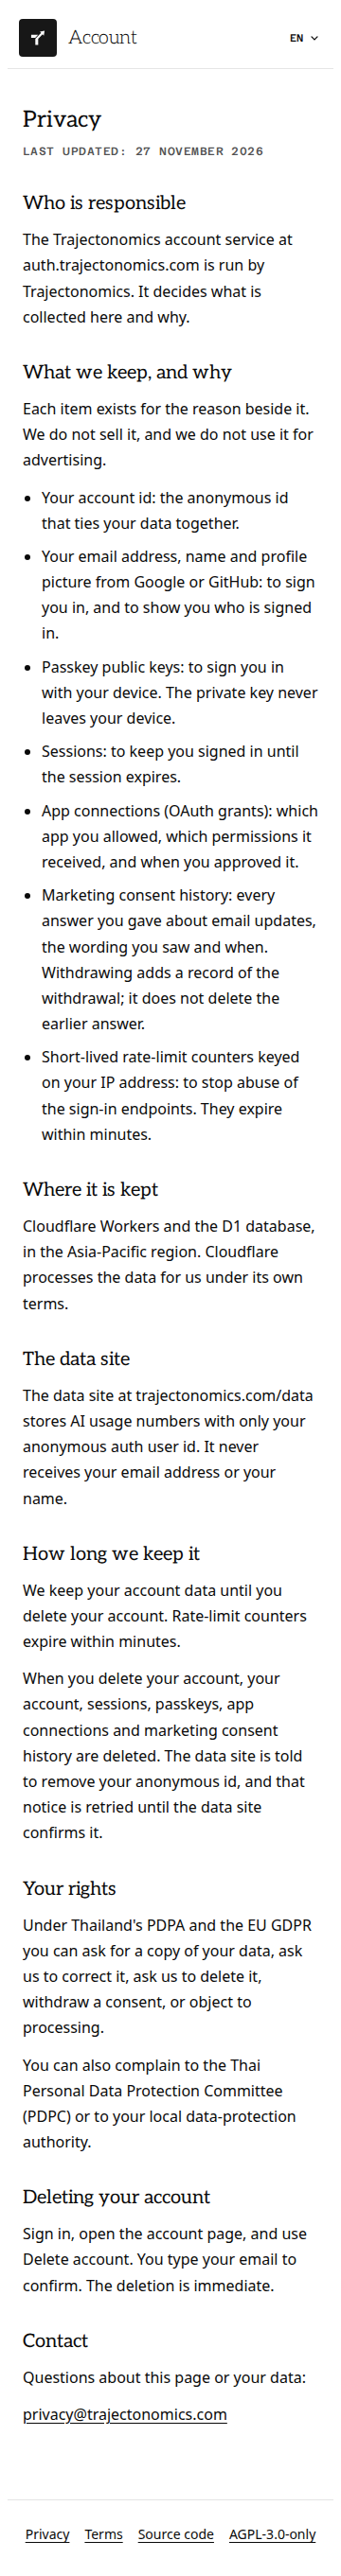 Account
EN
Privacy
LAST UPDATED: 27 NOVEMBER 2026
Who is responsible
The Trajectonomics account service at
auth.trajectonomics.com is run by
Trajectonomics. It decides what is
collected here and why.
What we keep, and why
Each item exists for the reason beside it.
We do not sell it, and we do not use it for
advertising.
• Your account id: the anonymous id
that ties your data together.
• Your email address, name and profile
picture from Google or GitHub: to sign
you in, and to show you who is signed
in.
• Passkey public keys: to sign you in
with your device. The private key never
leaves your device.
• Sessions: to keep you signed in until
the session expires.
• App connections (OAuth grants): which
app you allowed, which permissions it
received, and when you approved it.
• Marketing consent history: every
answer you gave about email updates,
the wording you saw and when.
Withdrawing adds a record of the
withdrawal; it does not delete the
earlier answer.
• Short-lived rate-limit counters keyed
on your IP address: to stop abuse of
the sign-in endpoints. They expire
within minutes.
Where it is kept
Cloudflare Workers and the D1 database,
in the Asia-Pacific region. Cloudflare
processes the data for us under its own
terms.
The data site
The data site at trajectonomics.com/data
stores AI usage numbers with only your
anonymous auth user id. It never
receives your email address or your
name.
How long we keep it
We keep your account data until you
delete your account. Rate-limit counters
expire within minutes.
When you delete your account, your
account, sessions, passkeys, app
connections and marketing consent
history are deleted. The data site is told
to remove your anonymous id, and that
notice is retried until the data site
confirms it.
Your rights
Under Thailand's PDPA and the EU GDPR
you can ask for a copy of your data, ask
us to correct it, ask us to delete it,
withdraw a consent, or object to
processing.
You can also complain to the Thai
Personal Data Protection Committee
(PDPC) or to your local data-protection
authority.
Deleting your account
Sign in, open the account page, and use
Delete account. You type your email to
confirm. The deletion is immediate.
Contact
Questions about this page or your data:
privacy@trajectonomics.com
Privacy Terms Source code AGPL-3.0-only